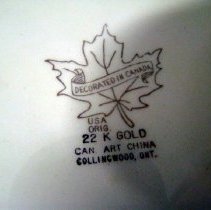 DECORATED IN CANADA
USA
ORIG.
22 K GOLD
CAN. ART CHINA
COLLINGWOOD, ONT.